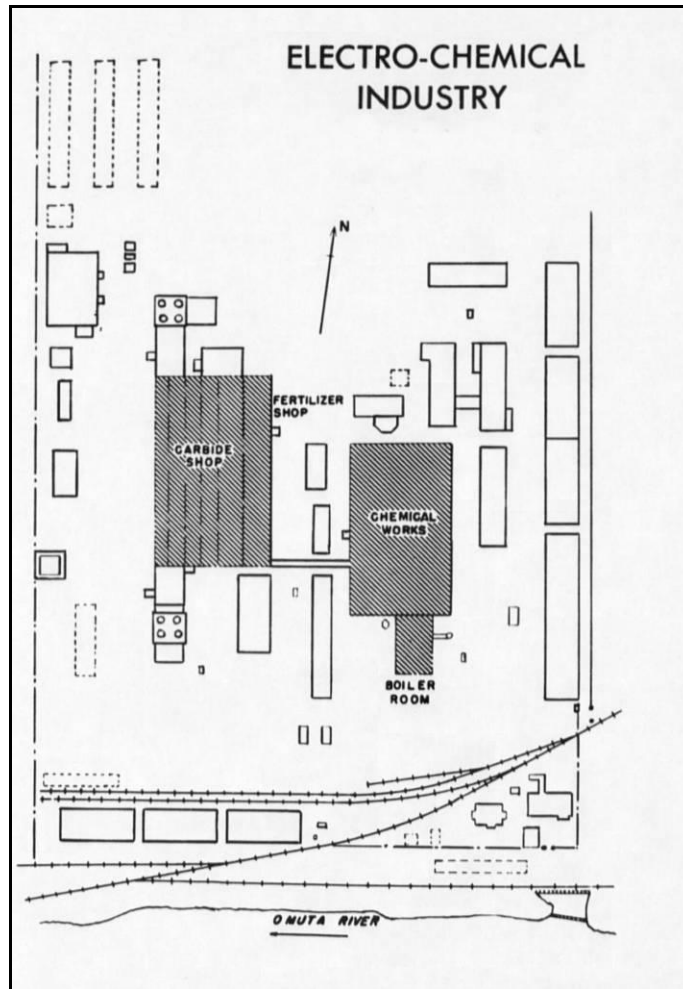 ELECTRO-CHEMICAL
INDUSTRY
N
FERTILIZER
SHOP
CARBIDE
SHOP
CHEMICAL
WORKS
BOILER
ROOM
OMUTA RIVER